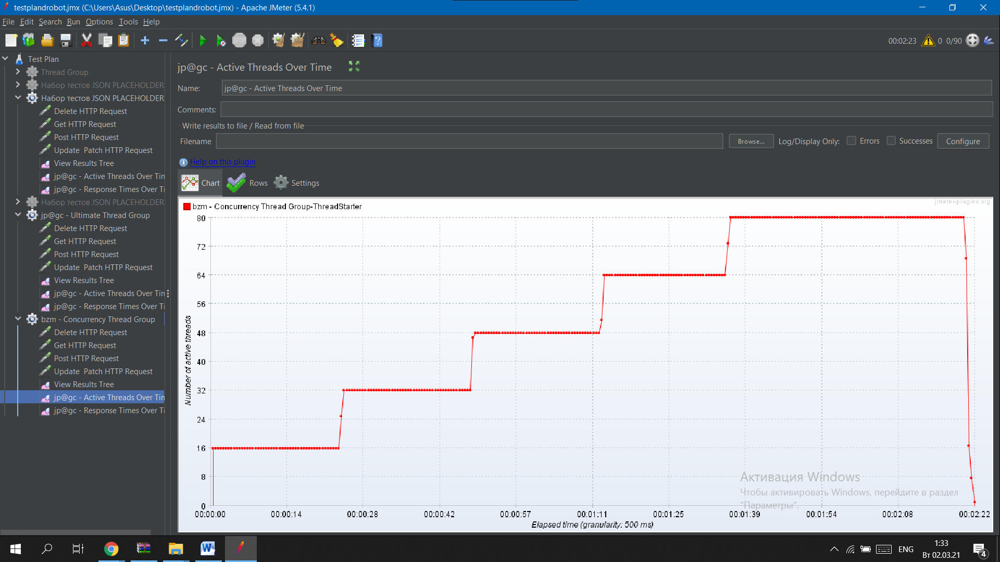 testplandrobot.jmx (C:\Users\Asus\Desktop\testplandrobot.jmx) - Apache JMeter (5.4.1)
File Edit Search Run Options Tools Help
STOP
00:02:23 0 0/90
Test Plan
Thread Group
Набор тестов JSON PLACEHOLDER
Набор тестов JSON PLACEHOLDER
Delete HTTP Request
Get HTTP Request
Post HTTP Request
Update Patch HTTP Request
View Results Tree
jp@gc - Active Threads Over Tin
jp@gc - Response Times Over Ti
Набор тестов JSON PLACEHOLDER
jp@gc - Ultimate Thread Group
Delete HTTP Request
Get HTTP Request
Post HTTP Request
Update Patch HTTP Request
View Results Tree
jp@gc - Active Threads Over Tin
jp@gc - Response Times Over Ti
bzm - Concurrency Thread Group
Delete HTTP Request
Get HTTP Request
Post HTTP Request
Update Patch HTTP Request
View Results Tree
jp@gc - Active Threads Over Tin
jp@gc - Response Times Over Ti
jp@gc - Active Threads Over Time
Name: jp@gc - Active Threads Over Time
Comments:
Write results to file / Read from file
Filename Browse... Log/Display Only: Errors Successes Configure
Help on this plugin
Chart Rows Settings
jmeter-plugins.org
bzm - Concurrency Thread Group-ThreadStarter
80
72
64
56
48
40
32
24
16
8
0
Number of active threads
00:00:00 00:00:14 00:00:28 00:00:42 00:00:57 00:01:11 00:01:25 00:01:39 00:01:54 00:02:08 00:02:22
Elapsed time (granularity: 500 ms)
Активация Windows
Чтобы активировать Windows, перейдите в раздел
"Параметры".
ENG
1:33
Вт 02.03.21
4